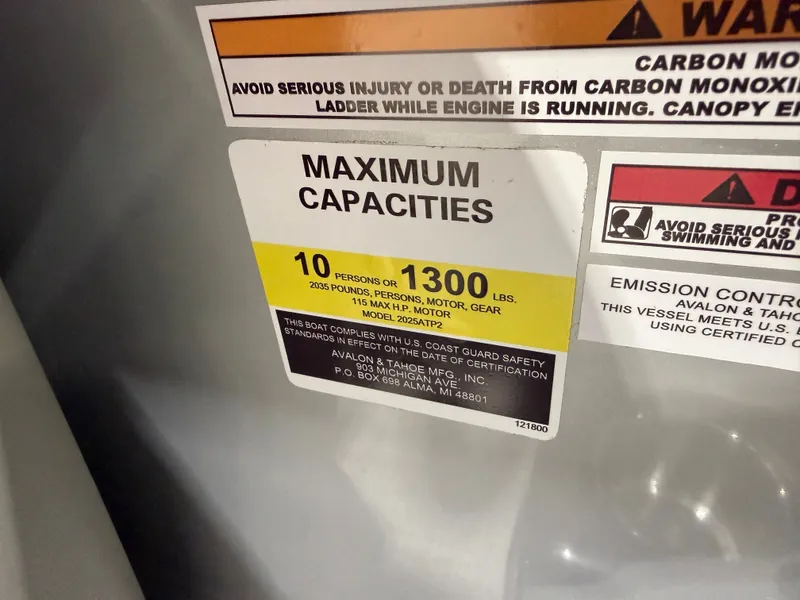 WAR
CARBON MO
AVOID SERIOUS INJURY OR DEATH FROM CARBON MONOXI
LADDER WHILE ENGINE IS RUNNING. CANOPY E
MAXIMUM
CAPACITIES
10 PERSONS OR 1300 LBS.
2035 POUNDS, PERSONS, MOTOR, GEAR
115 MAX H.P. MOTOR
MODEL 2025ATP2
THIS BOAT COMPLIES WITH U.S. COAST GUARD SAFETY
STANDARDS IN EFFECT ON THE DATE OF CERTIFICATION
AVALON & TAHOE MFG., INC.
903 MICHIGAN AVE.
P.O. BOX 698 ALMA, MI 48801
121800
D
PR
AVOID SERIOUS
SWIMMING AND
EMISSION CONTRO
AVALON & TAHO
THIS VESSEL MEETS U.S.
USING CERTIFIED